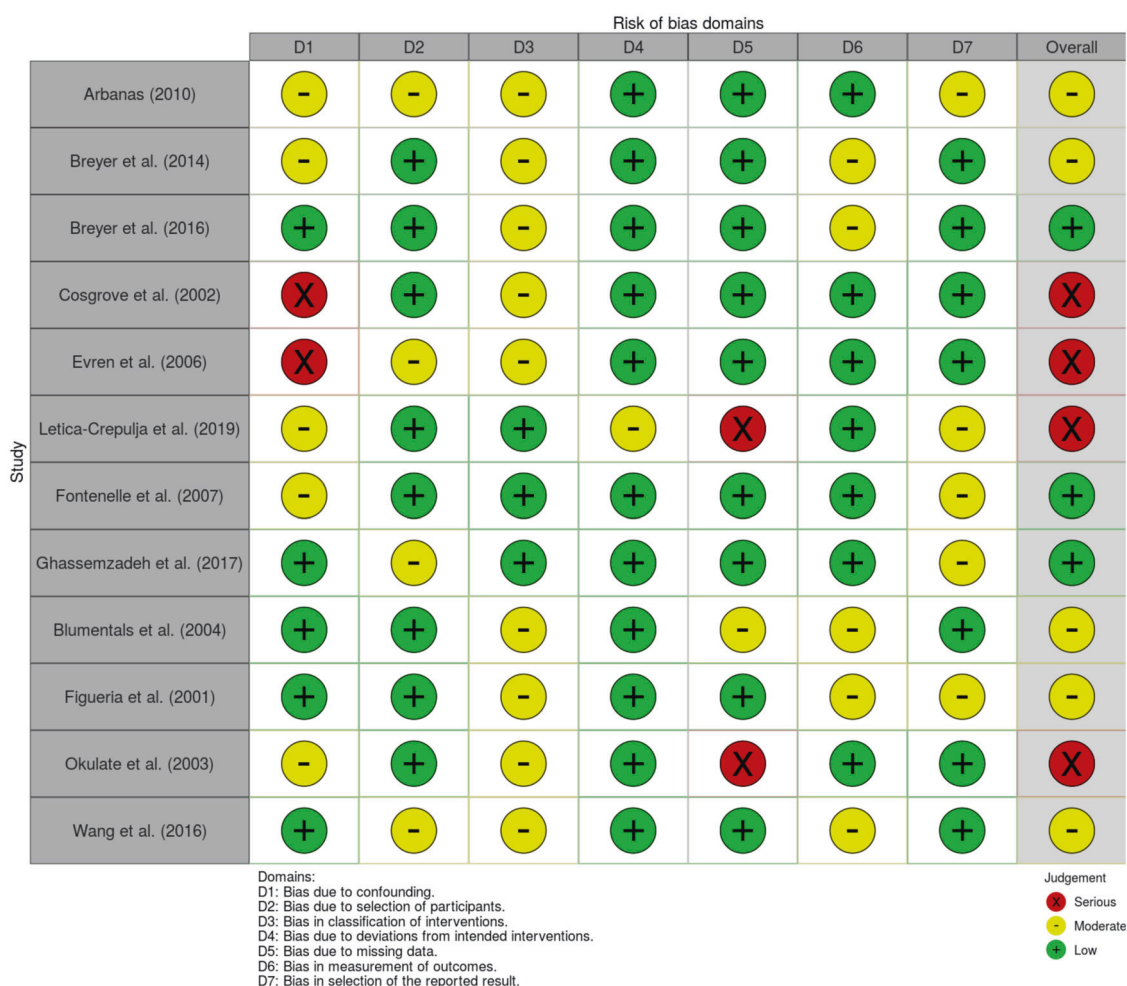 Risk of bias domains
D1 D2 D3 D4 D5 D6 D7 Overall
Study
Arbanas (2010) - - - + + + - -
Breyer et al. (2014) - + - + + - + -
Breyer et al. (2016) + + - + + - + +
Cosgrove et al. (2002) X + - + + + + X
Evren et al. (2006) X - - + + + + X
Letica-Crepulja et al. (2019) - + + - X + - X
Fontenelle et al. (2007) - + + + + + - +
Ghassemzadeh et al. (2017) + - + + + + - +
Blumentals et al. (2004) + + - + - - + -
Figueria et al. (2001) + + - + + - - -
Okulate et al. (2003) - + - + X + + X
Wang et al. (2016) + - - + + - + -
Domains:
D1: Bias due to confounding.
D2: Bias due to selection of participants.
D3: Bias in classification of interventions.
D4: Bias due to deviations from intended interventions.
D5: Bias due to missing data.
D6: Bias in measurement of outcomes.
D7: Bias in selection of the reported result.
Judgement
X Serious
- Moderate
+ Low